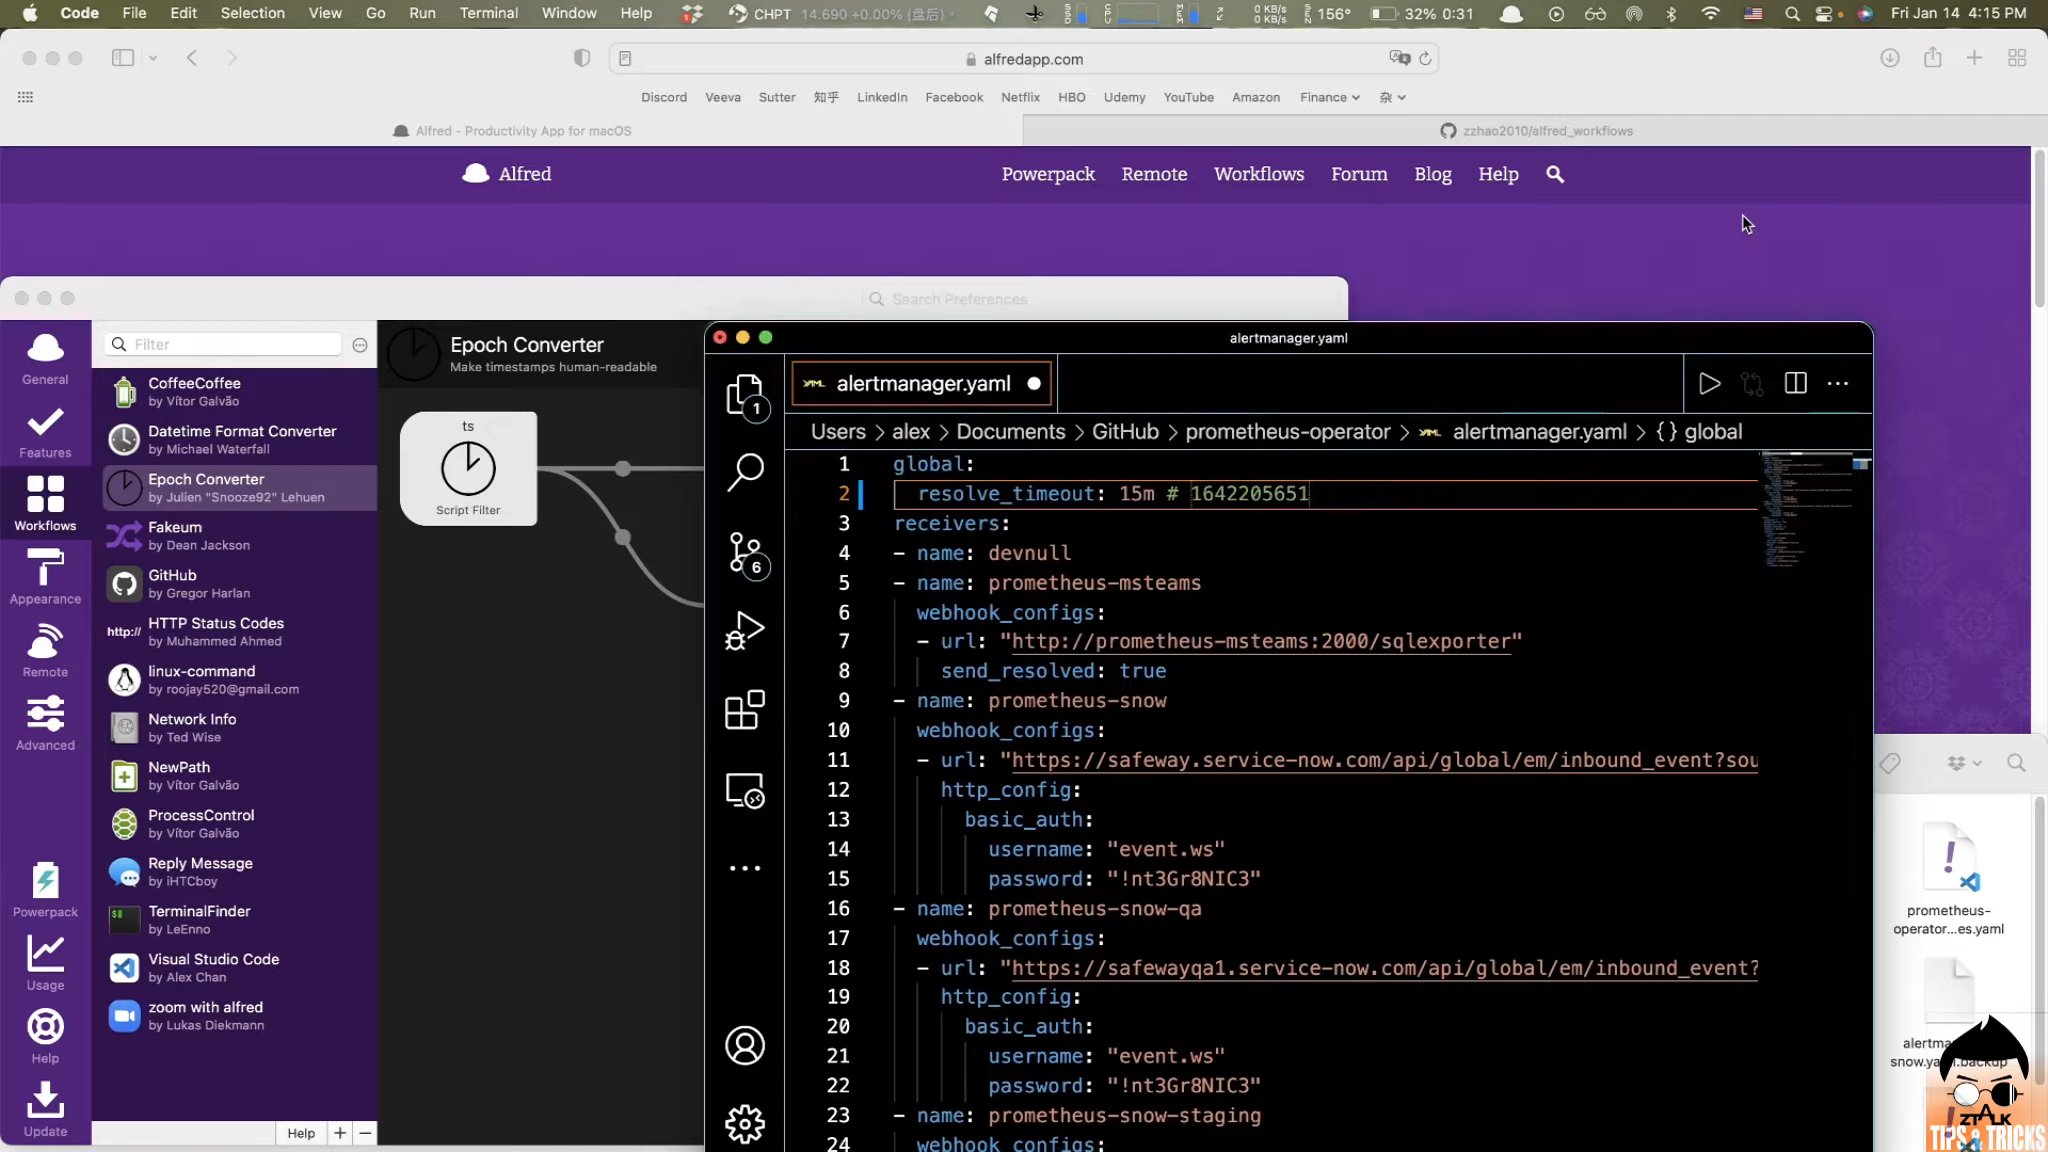 Code File Edit Selection View Go Run Terminal Window Help CHPT 14.690 +0.00% (盘后) 0 KB/s 0 KB/s 156° 32% 0:31 Fri Jan 14 4:15 PM
alfredapp.com
Discord Veeva Sutter 知乎 LinkedIn Facebook Netflix HBO Udemy YouTube Amazon Finance 杂
Alfred - Productivity App for macOS
zzhao2010/alfred_workflows
Alfred
Powerpack Remote Workflows Forum Blog Help
Search Preferences
General
Features
Workflows
Appearance
Remote
Advanced
Powerpack
Usage
Help
Update
Filter
CoffeeCoffee
by Vítor Galvão
Datetime Format Converter
by Michael Waterfall
Epoch Converter
by Julien "Snooze92" Lehuen
Fakeum
by Dean Jackson
GitHub
by Gregor Harlan
http://
HTTP Status Codes
by Muhammed Ahmed
linux-command
by roojay520@gmail.com
Network Info
by Ted Wise
NewPath
by Vítor Galvão
ProcessControl
by Vítor Galvão
Reply Message
by iHTCboy
TerminalFinder
by LeEnno
Visual Studio Code
by Alex Chan
zoom with alfred
by Lukas Diekmann
Help + −
Epoch Converter
Make timestamps human-readable
ts
Script Filter
alertmanager.yaml
alertmanager.yaml
1
6
Users > alex > Documents > GitHub > prometheus-operator > alertmanager.yaml > {} global
1 global:
2 resolve_timeout: 15m # 1642205651
3 receivers:
4 - name: devnull
5 - name: prometheus-msteams
6 webhook_configs:
7 - url: "http://prometheus-msteams:2000/sqlexporter"
8 send_resolved: true
9 - name: prometheus-snow
10 webhook_configs:
11 - url: "https://safeway.service-now.com/api/global/em/inbound_event?sou
12 http_config:
13 basic_auth:
14 username: "event.ws"
15 password: "!nt3Gr8NIC3"
16 - name: prometheus-snow-qa
17 webhook_configs:
18 - url: "https://safewayqa1.service-now.com/api/global/em/inbound_event?
19 http_config:
20 basic_auth:
21 username: "event.ws"
22 password: "!nt3Gr8NIC3"
23 - name: prometheus-snow-staging
24 webhook_configs:
prometheus-
operator...es.yaml
ZTALK
TIPS & TRICKS